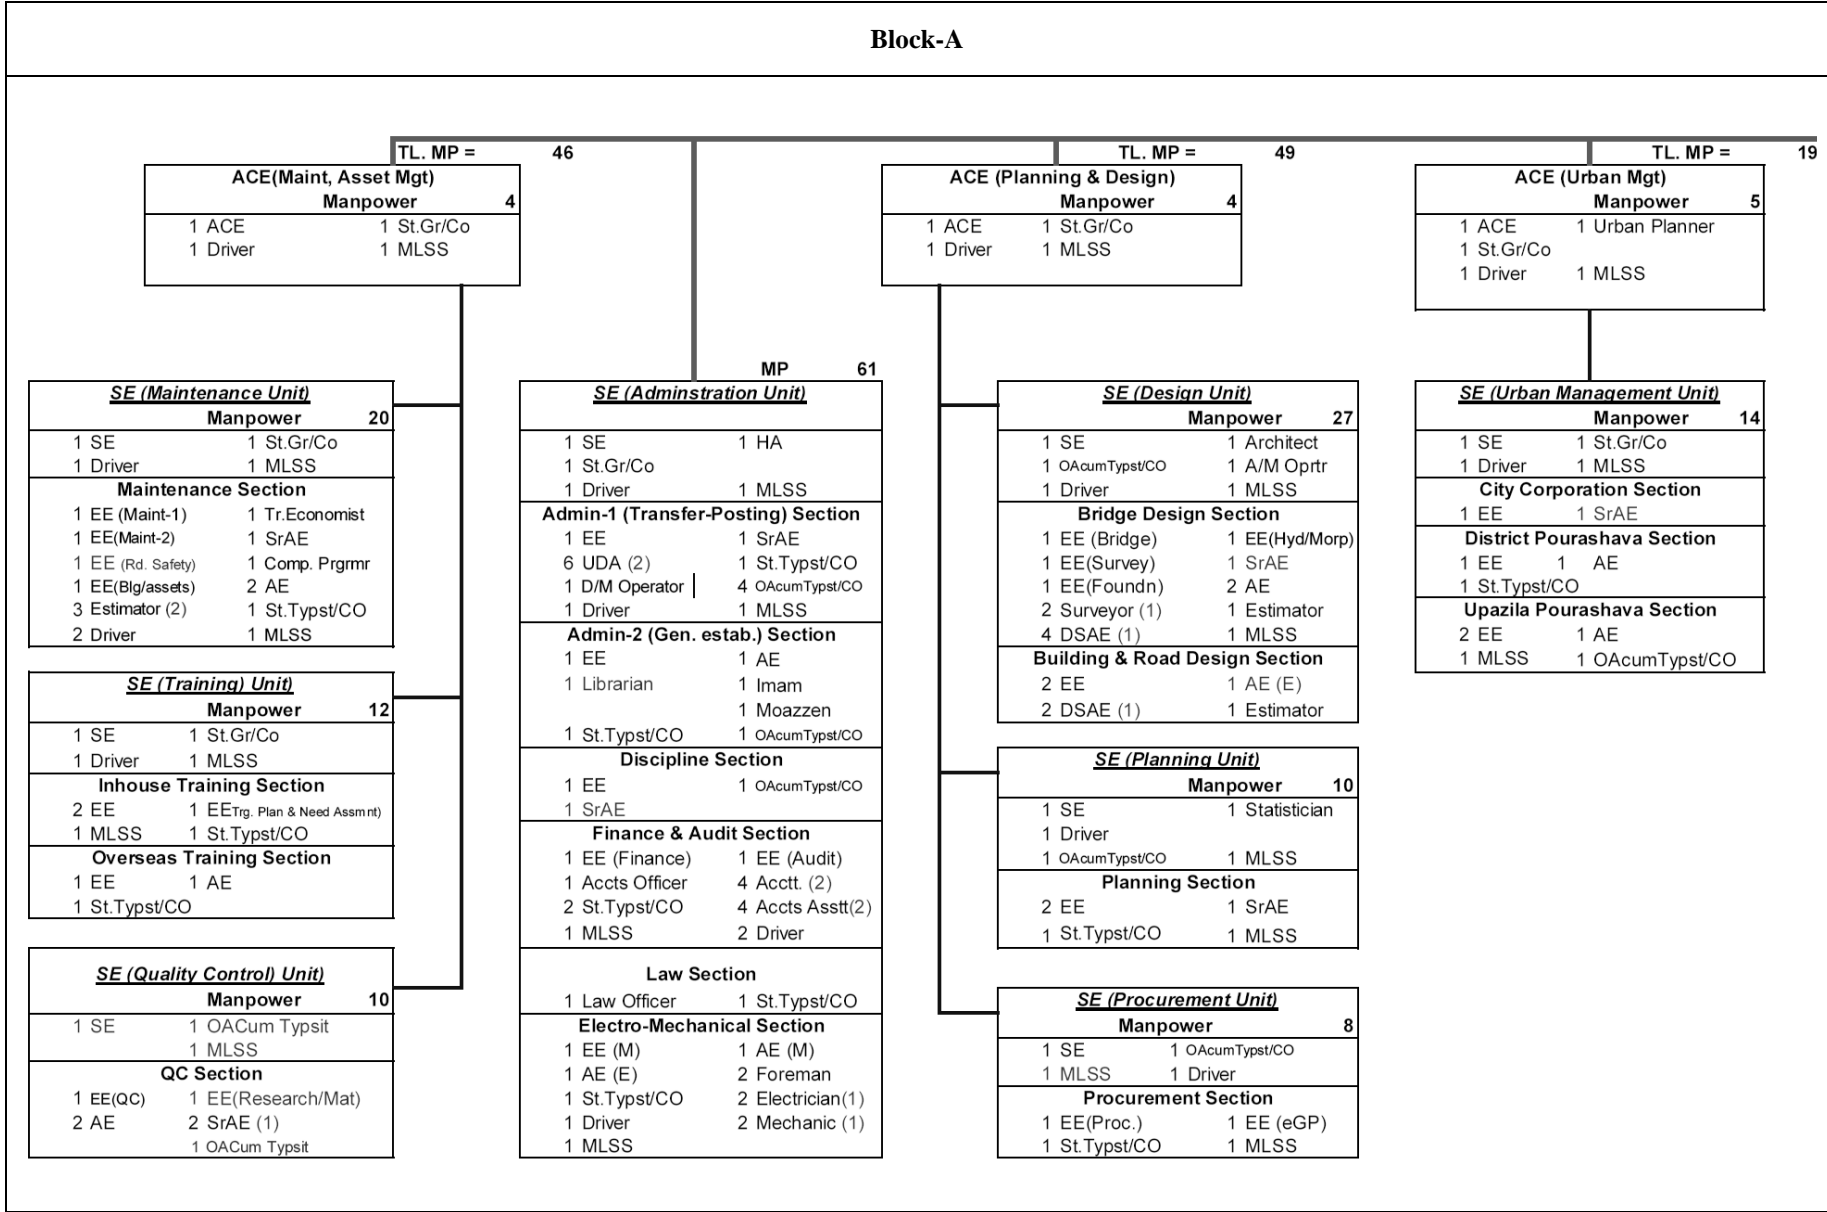 Block-A
TL. MP = 46
ACE(Maint, Asset Mgt)
Manpower 4
1 ACE 1 St.Gr/Co
1 Driver 1 MLSS
SE (Maintenance Unit)
Manpower 20
1 SE 1 St.Gr/Co
1 Driver 1 MLSS
Maintenance Section
1 EE (Maint-1) 1 Tr.Economist
1 EE(Maint-2) 1 SrAE
1 EE (Rd. Safety) 1 Comp. Prgrmr
1 EE(Blg/assets) 2 AE
3 Estimator (2) 1 St.Typst/CO
2 Driver 1 MLSS
SE (Training) Unit)
Manpower 12
1 SE 1 St.Gr/Co
1 Driver 1 MLSS
Inhouse Training Section
2 EE 1 EETrg. Plan & Need Assmnt)
1 MLSS 1 St.Typst/CO
Overseas Training Section
1 EE 1 AE
1 St.Typst/CO
SE (Quality Control) Unit)
Manpower 10
1 SE 1 OACum Typsit
1 MLSS
QC Section
1 EE(QC) 1 EE(Research/Mat)
2 AE 2 SrAE (1)
1 OACum Typsit
MP 61
SE (Adminstration Unit)
1 SE 1 HA
1 St.Gr/Co
1 Driver 1 MLSS
Admin-1 (Transfer-Posting) Section
1 EE 1 SrAE
6 UDA (2) 1 St.Typst/CO
1 D/M Operator 4 OAcumTypst/CO
1 Driver 1 MLSS
Admin-2 (Gen. estab.) Section
1 EE 1 AE
1 Librarian 1 Imam
1 Moazzen
1 St.Typst/CO 1 OAcumTypst/CO
Discipline Section
1 EE 1 OAcumTypst/CO
1 SrAE
Finance & Audit Section
1 EE (Finance) 1 EE (Audit)
1 Accts Officer 4 Acctt. (2)
2 St.Typst/CO 4 Accts Asstt(2)
1 MLSS 2 Driver
Law Section
1 Law Officer 1 St.Typst/CO
Electro-Mechanical Section
1 EE (M) 1 AE (M)
1 AE (E) 2 Foreman
1 St.Typst/CO 2 Electrician(1)
1 Driver 2 Mechanic (1)
1 MLSS
TL. MP = 49
ACE (Planning & Design)
Manpower 4
1 ACE 1 St.Gr/Co
1 Driver 1 MLSS
SE (Design Unit)
Manpower 27
1 SE 1 Architect
1 OAcumTypst/CO 1 A/M Oprtr
1 Driver 1 MLSS
Bridge Design Section
1 EE (Bridge) 1 EE(Hyd/Morp)
1 EE(Survey) 1 SrAE
1 EE(Foundn) 2 AE
2 Surveyor (1) 1 Estimator
4 DSAE (1) 1 MLSS
Building & Road Design Section
2 EE 1 AE (E)
2 DSAE (1) 1 Estimator
SE (Planning Unit)
Manpower 10
1 SE 1 Statistician
1 Driver
1 OAcumTypst/CO 1 MLSS
Planning Section
2 EE 1 SrAE
1 St.Typst/CO 1 MLSS
SE (Procurement Unit)
Manpower 8
1 SE 1 OAcumTypst/CO
1 MLSS 1 Driver
Procurement Section
1 EE(Proc.) 1 EE (eGP)
1 St.Typst/CO 1 MLSS
TL. MP = 19
ACE (Urban Mgt)
Manpower 5
1 ACE 1 Urban Planner
1 St.Gr/Co
1 Driver 1 MLSS
SE (Urban Management Unit)
Manpower 14
1 SE 1 St.Gr/Co
1 Driver 1 MLSS
City Corporation Section
1 EE 1 SrAE
District Pourashava Section
1 EE 1 AE
1 St.Typst/CO
Upazila Pourashava Section
2 EE 1 AE
1 MLSS 1 OAcumTypst/CO